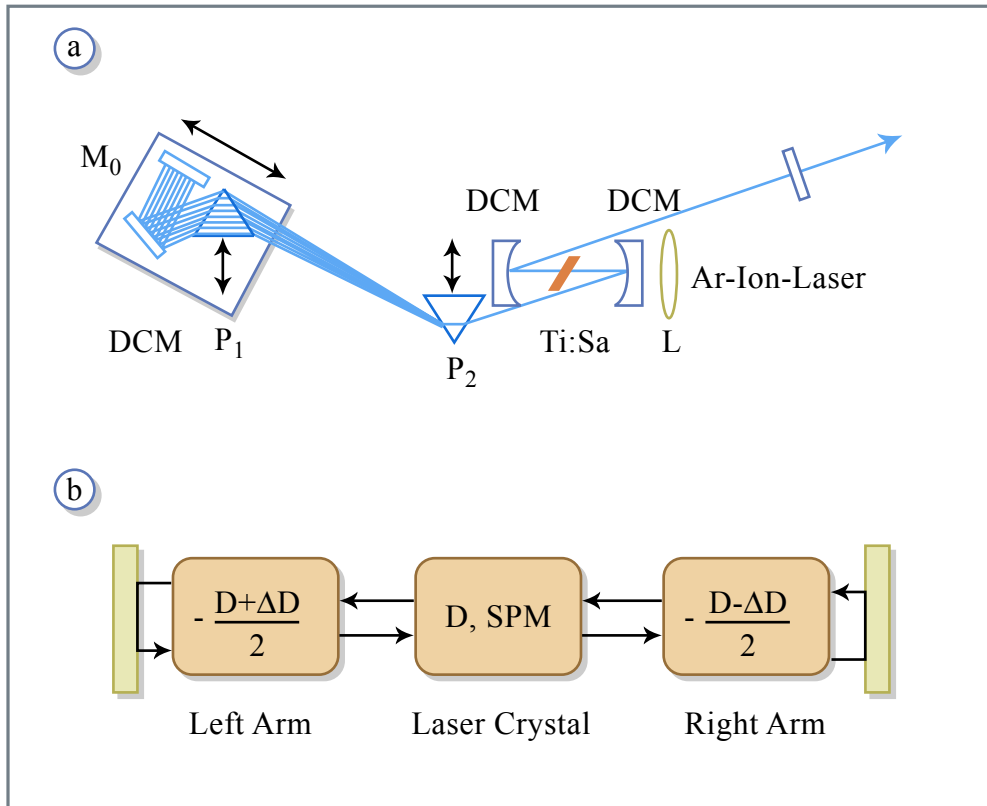 a
M0
DCM DCM
Ar-Ion-Laser
DCM P1 Ti:Sa L
P2
b
- D+ΔD/2
D, SPM
- D-ΔD/2
Left Arm Laser Crystal Right Arm